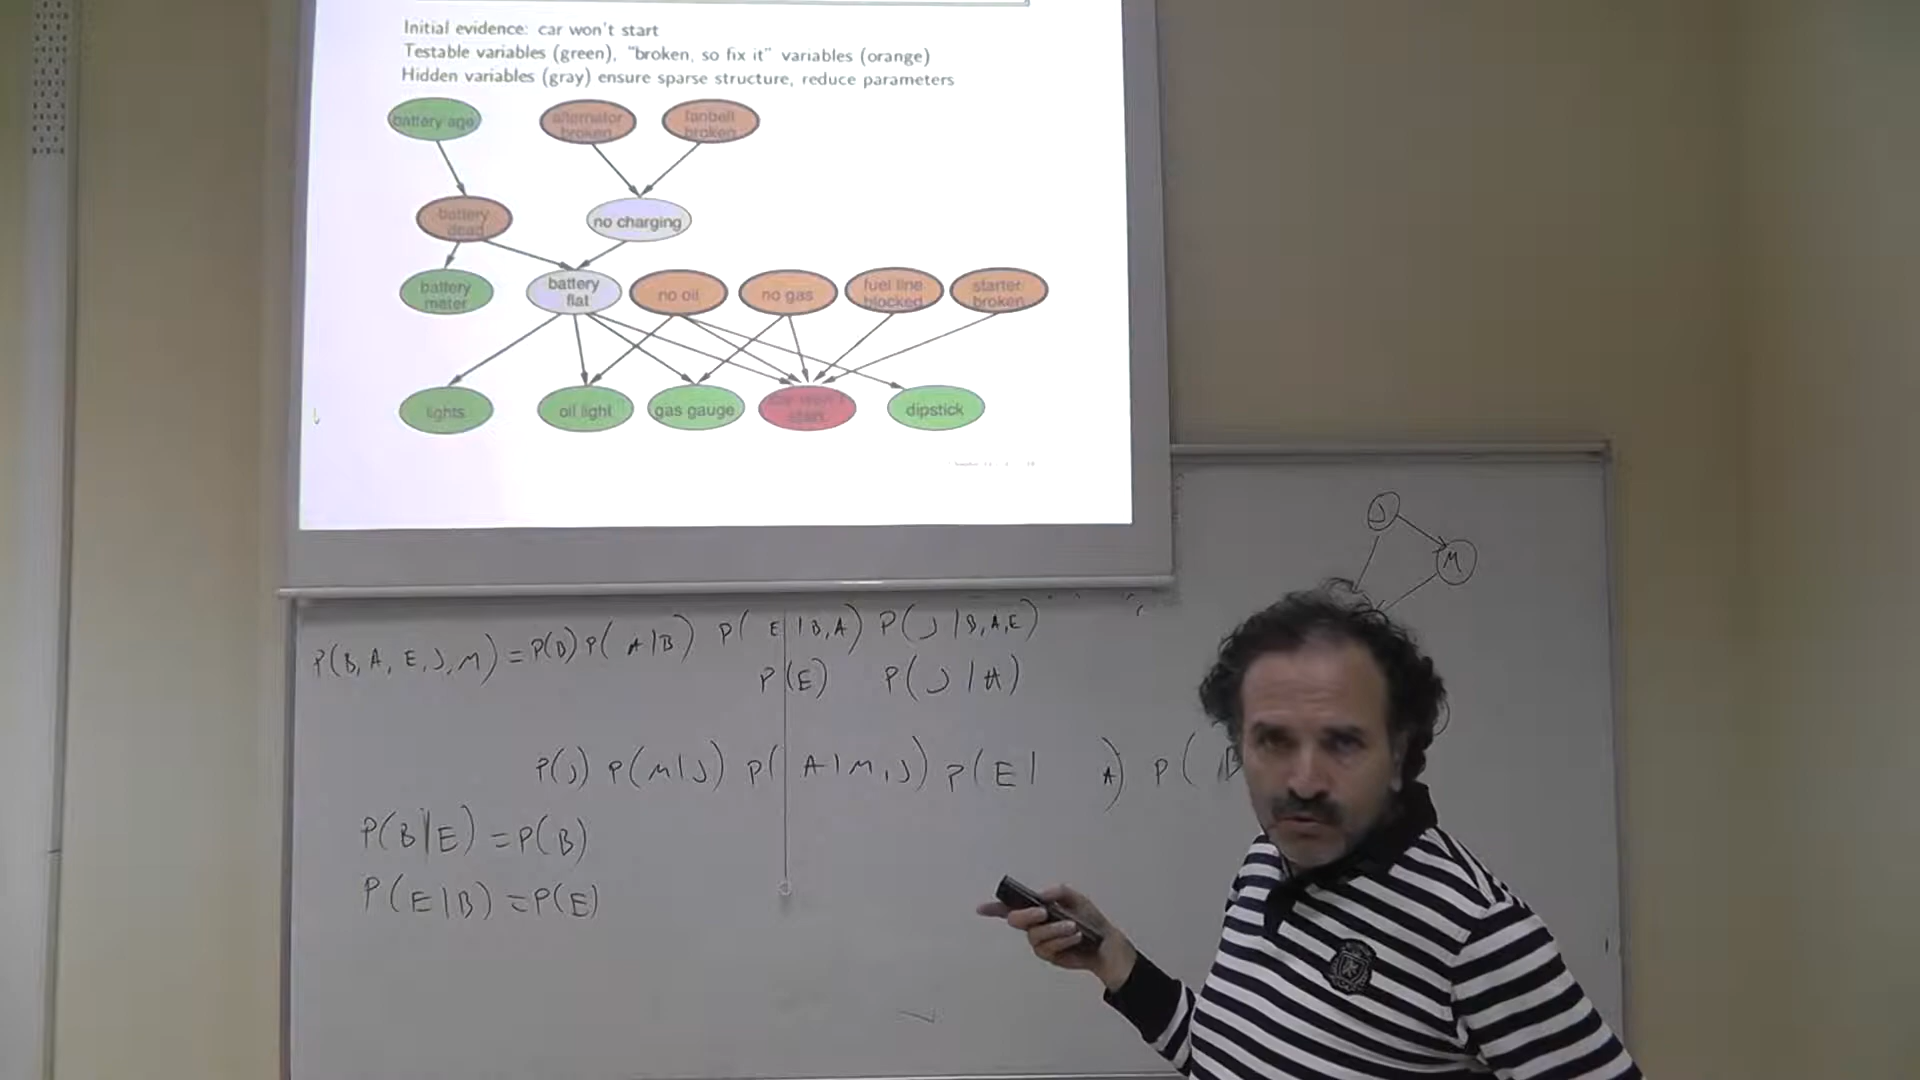 Initial evidence: car won't start
Testable variables (green), "broken, so fix it" variables (orange)
Hidden variables (gray) ensure sparse structure, reduce parameters
battery age
alternator broken
fanbelt broken
battery dead
no charging
battery meter
battery flat
no oil
no gas
fuel line blocked
starter broken
lights
oil light
gas gauge
dipstick
J
M
P(B, A, E, J, M) = P(B) P(A|B) P(E|B,A) P(J|B,A,E)
P(E) P(J|A)
P(J) P(M|J) P(A|M,J) P(E| A) P(B
P(B|E) = P(B)
P(E|B) = P(E)